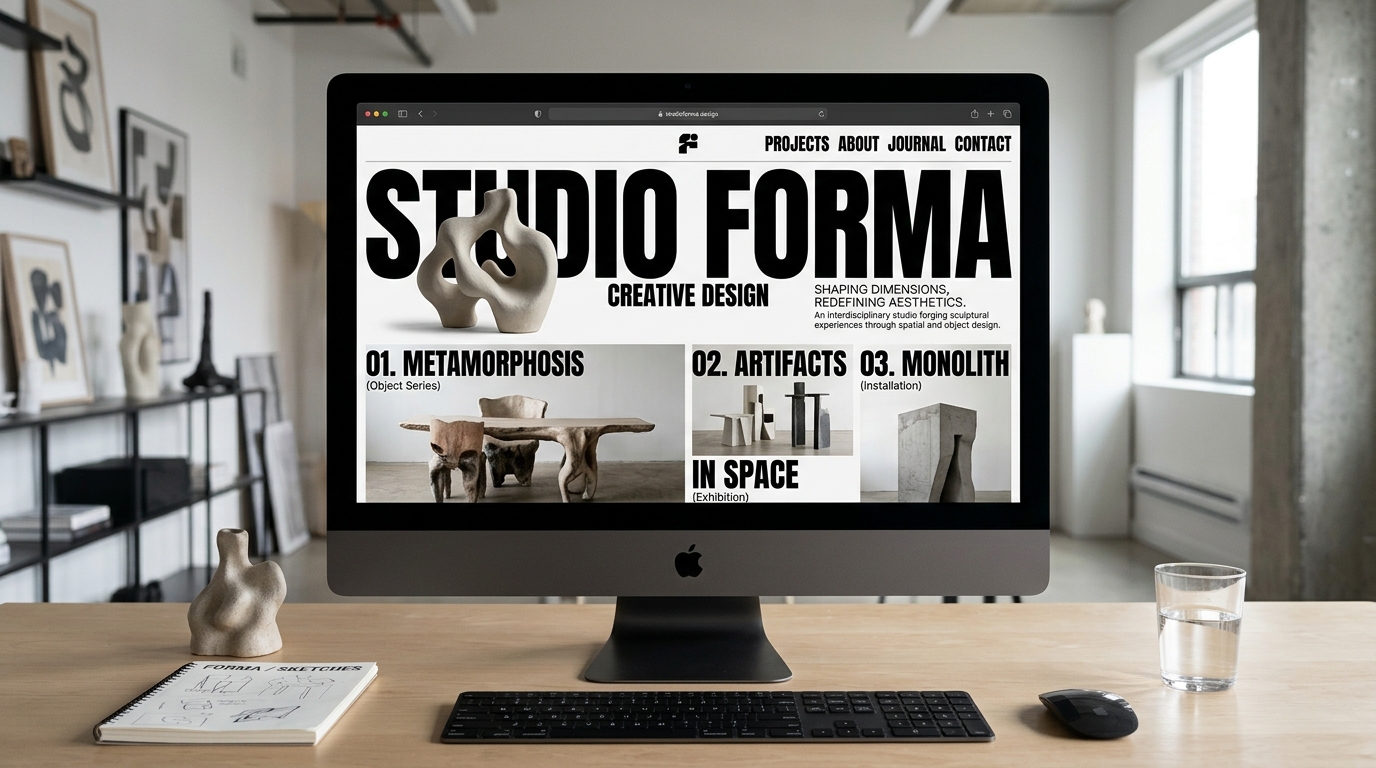 studioforma.design
PROJECTS ABOUT JOURNAL CONTACT
STUDIO FORMA
CREATIVE DESIGN
SHAPING DIMENSIONS,
REDEFINING AESTHETICS.
An interdisciplinary studio forging sculptural
experiences through spatial and object design.
01. METAMORPHOSIS
(Object Series)
02. ARTIFACTS
IN SPACE
(Exhibition)
03. MONOLITH
(Installation)
FORMA / SKETCHES